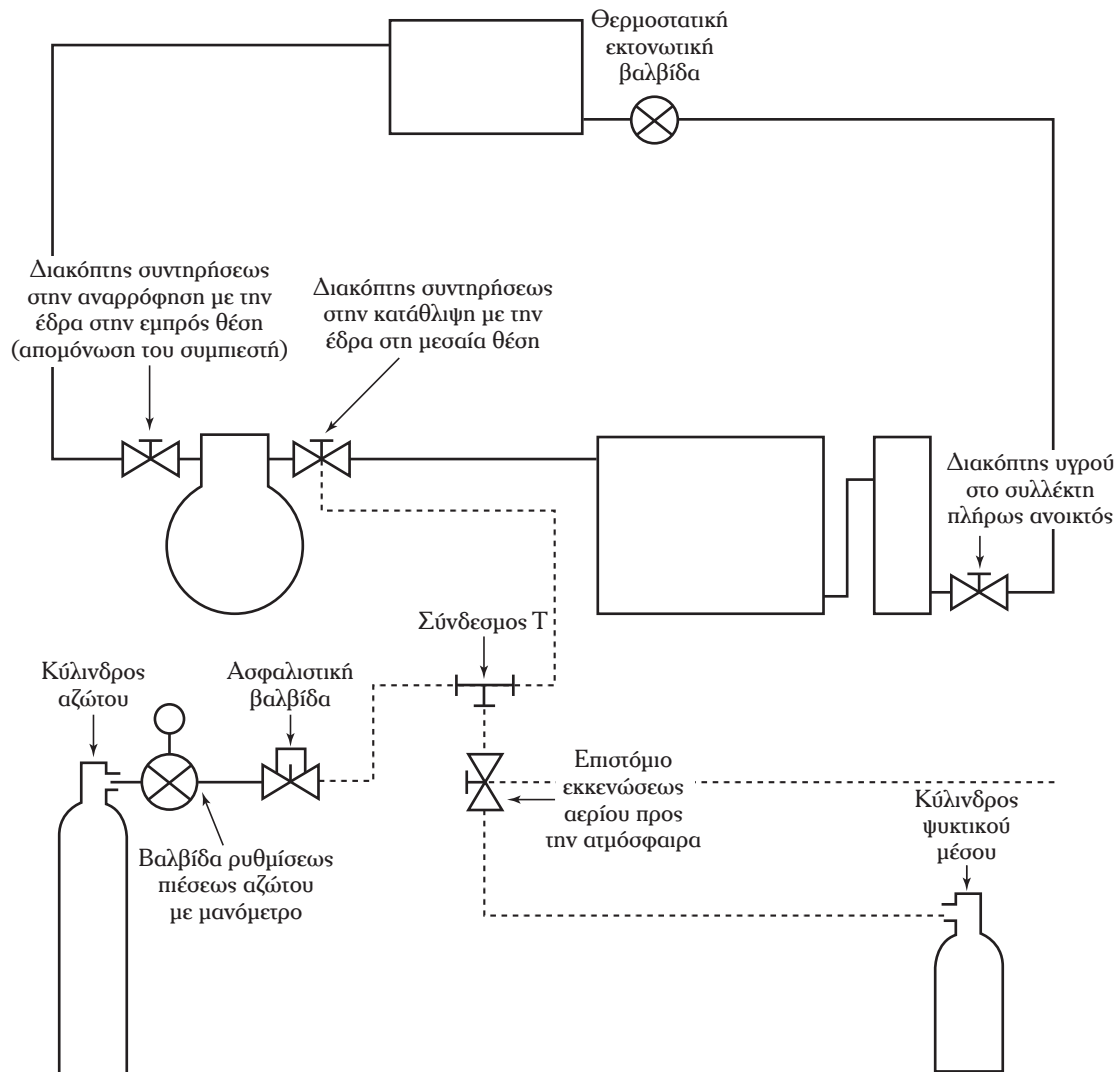 Θερμοστατική
εκτονωτική
βαλβίδα
Διακόπτης συντηρήσεως
στην αναρρόφηση με την
έδρα στην εμπρός θέση
(απομόνωση του συμπιεστή)
Διακόπτης συντηρήσεως
στην κατάθλιψη με την
έδρα στη μεσαία θέση
Διακόπτης υγρού
στο συλλέκτη
πλήρως ανοικτός
Σύνδεσμος Τ
Κύλινδρος
αζώτου
Ασφαλιστική
βαλβίδα
Επιστόμιο
εκκενώσεως
αερίου προς
την ατμόσφαιρα
Κύλινδρος
ψυκτικού
μέσου
Βαλβίδα ρυθμίσεως
πιέσεως αζώτου
με μανόμετρο